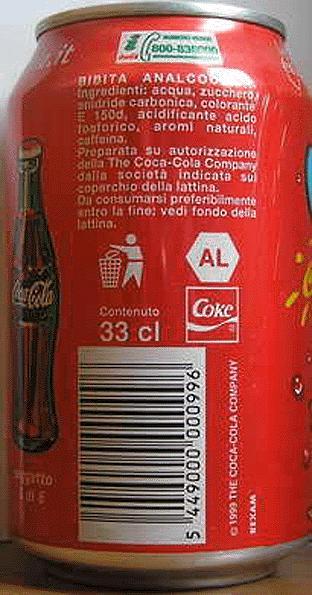 .it
NUMERO VERDE
800-836000
BIBITA ANALCO
Ingredienti: acqua, zucchero,
anidride carbonica, colorante
E 150d, acidificante acido
fosforico, aromi naturali,
caffeina.
Preparata su autorizzazione
della The Coca-Cola Company
dalla società indicata sul
coperchio della lattina.
Da consumarsi preferibilmente
entro la fine: vedi fondo della
lattina.
AL
Coca-Cola
Contenuto
33 cl
Coke
5 449000 000996
© 1999 THE COCA-COLA COMPANY
REXAM